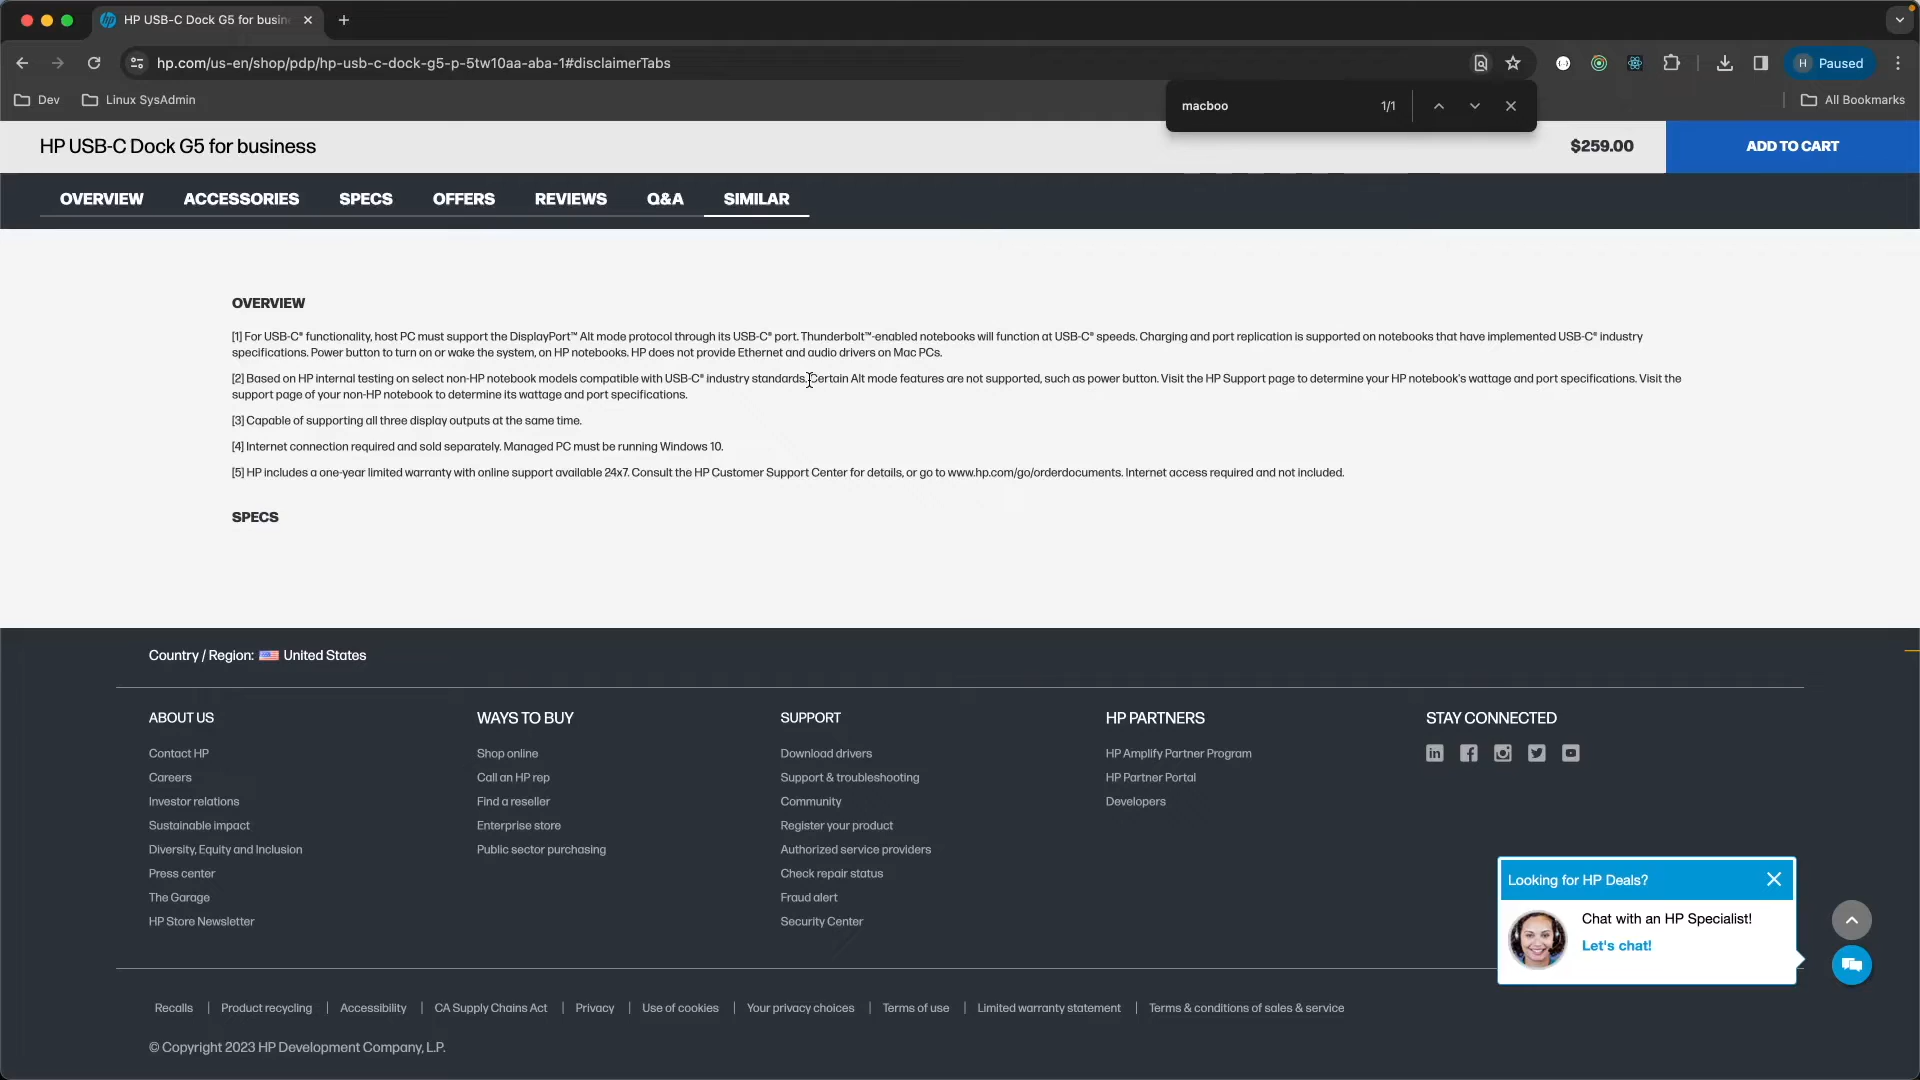 HP USB-C Dock G5 for busin
hp.com/us-en/shop/pdp/hp-usb-c-dock-g5-p-5tw10aa-aba-1#disclaimerTabs
H Paused
Dev
Linux SysAdmin
All Bookmarks
macboo
1/1
HP USB-C Dock G5 for business
$259.00
ADD TO CART
OVERVIEW
ACCESSORIES
SPECS
OFFERS
REVIEWS
Q&A
SIMILAR
OVERVIEW
[1] For USB-C® functionality, host PC must support the DisplayPort™ Alt mode protocol through its USB-C® port. Thunderbolt™-enabled notebooks will function at USB-C® speeds. Charging and port replication is supported on notebooks that have implemented USB-C® industry
specifications. Power button to turn on or wake the system, on HP notebooks. HP does not provide Ethernet and audio drivers on Mac PCs.
[2] Based on HP internal testing on select non-HP notebook models compatible with USB-C® industry standards. Certain Alt mode features are not supported, such as power button. Visit the HP Support page to determine your HP notebook's wattage and port specifications. Visit the
support page of your non-HP notebook to determine its wattage and port specifications.
[3] Capable of supporting all three display outputs at the same time.
[4] Internet connection required and sold separately. Managed PC must be running Windows 10.
[5] HP includes a one-year limited warranty with online support available 24x7. Consult the HP Customer Support Center for details, or go to www.hp.com/go/orderdocuments. Internet access required and not included.
SPECS
Country / Region: United States
ABOUT US
Contact HP
Careers
Investor relations
Sustainable impact
Diversity, Equity and Inclusion
Press center
The Garage
HP Store Newsletter
WAYS TO BUY
Shop online
Call an HP rep
Find a reseller
Enterprise store
Public sector purchasing
SUPPORT
Download drivers
Support & troubleshooting
Community
Register your product
Authorized service providers
Check repair status
Fraud alert
Security Center
HP PARTNERS
HP Amplify Partner Program
HP Partner Portal
Developers
STAY CONNECTED
Looking for HP Deals?
Chat with an HP Specialist!
Let's chat!
Recalls | Product recycling | Accessibility | CA Supply Chains Act | Privacy | Use of cookies | Your privacy choices | Terms of use | Limited warranty statement | Terms & conditions of sales & service
© Copyright 2023 HP Development Company, L.P.